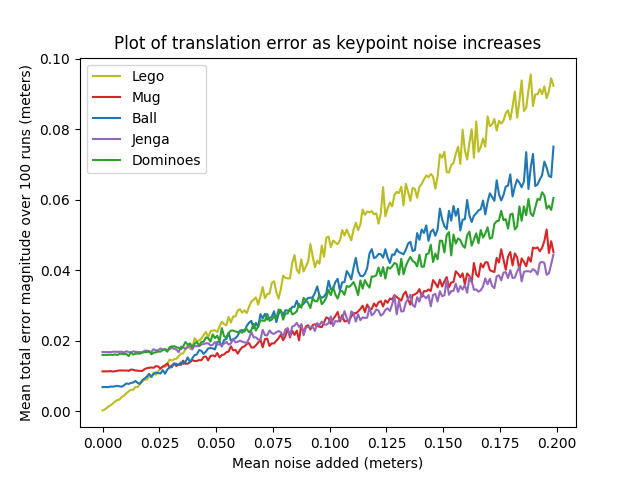 Plot of translation error as keypoint noise increases
Mean total error magnitude over 100 runs (meters)
0.10
0.08
0.06
0.04
0.02
0.00
Lego
Mug
Ball
Jenga
Dominoes
0.000 0.025 0.050 0.075 0.100 0.125 0.150 0.175 0.200
Mean noise added (meters)